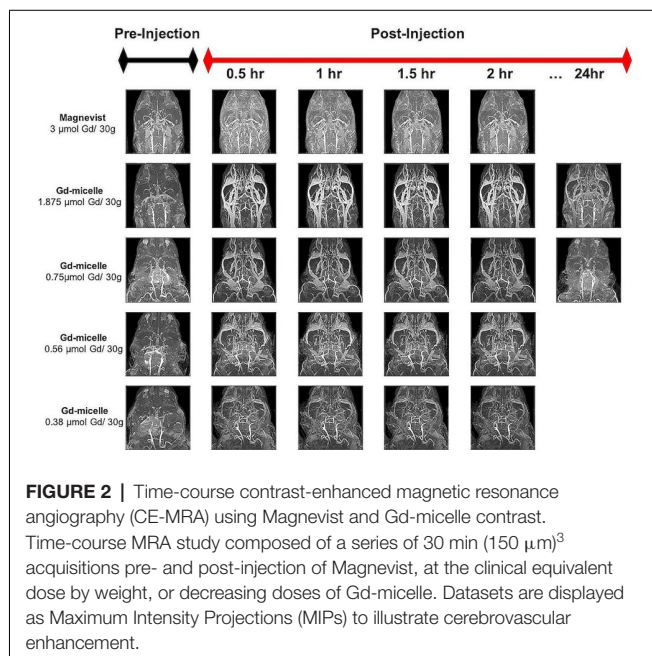 Pre-Injection Post-Injection
0.5 hr 1 hr 1.5 hr 2 hr ... 24hr
Magnevist
3 µmol Gd/ 30g
Gd-micelle
1.875 µmol Gd/ 30g
Gd-micelle
0.75µmol Gd/ 30g
Gd-micelle
0.56 µmol Gd/ 30g
Gd-micelle
0.38 µmol Gd/ 30g
FIGURE 2 | Time-course contrast-enhanced magnetic resonance
angiography (CE-MRA) using Magnevist and Gd-micelle contrast.
Time-course MRA study composed of a series of 30 min (150 µm)³
acquisitions pre- and post-injection of Magnevist, at the clinical equivalent
dose by weight, or decreasing doses of Gd-micelle. Datasets are displayed
as Maximum Intensity Projections (MIPs) to illustrate cerebrovascular
enhancement.